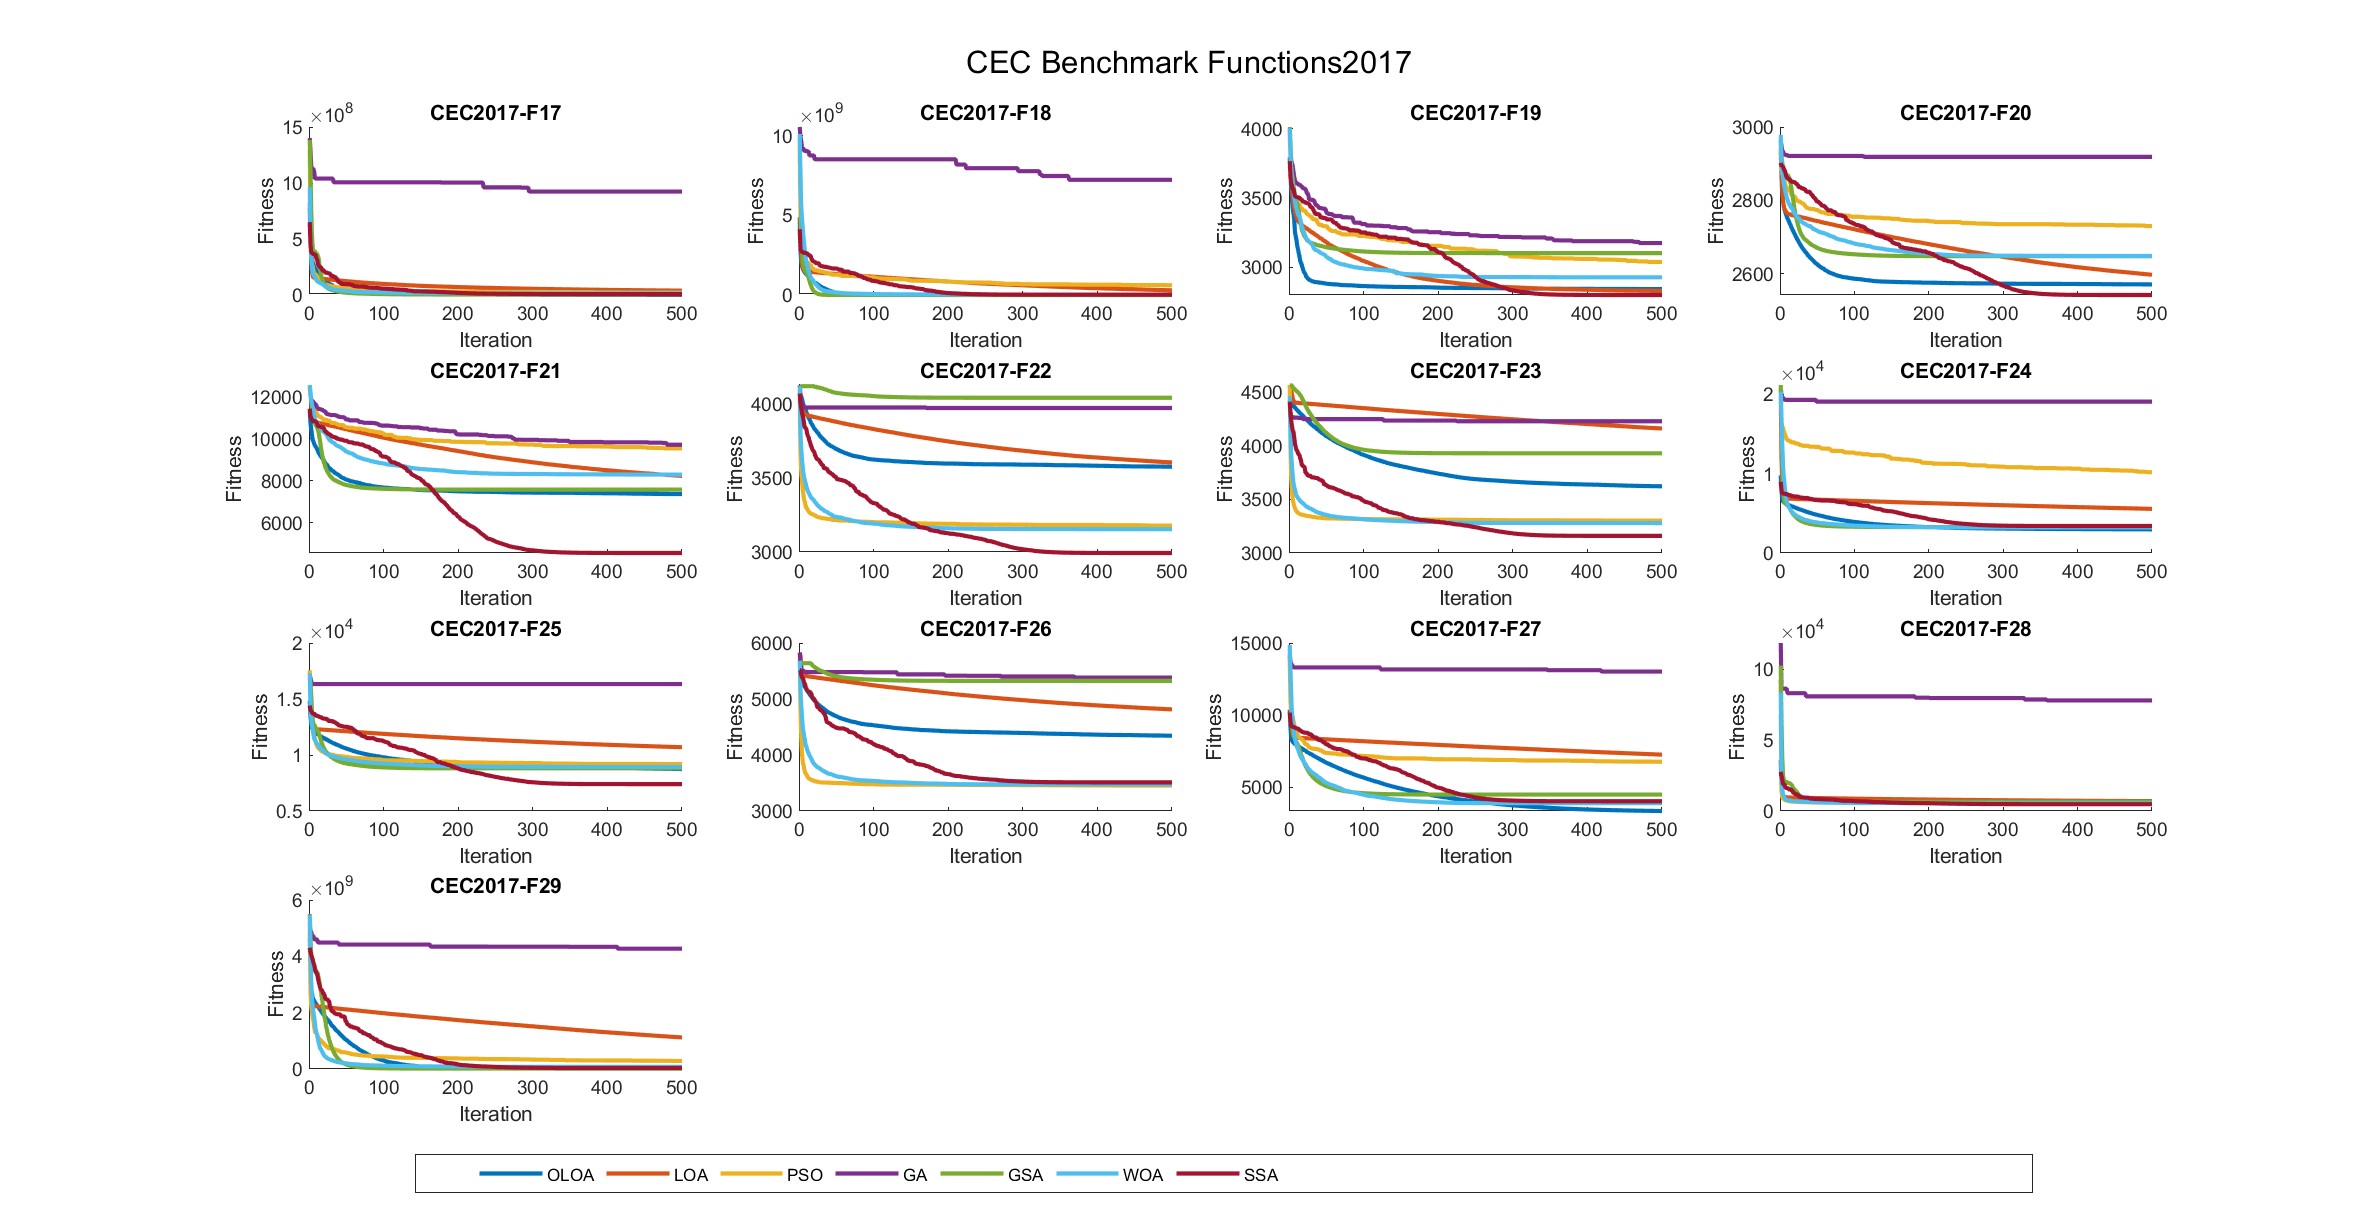 CEC Benchmark Functions2017
CEC2017-F17
×10^8
15
10
5
0
0 100 200 300 400 500
Fitness
Iteration
CEC2017-F18
×10^9
10
5
0
0 100 200 300 400 500
Fitness
Iteration
CEC2017-F19
4000
3500
3000
0 100 200 300 400 500
Fitness
Iteration
CEC2017-F20
3000
2800
2600
0 100 200 300 400 500
Fitness
Iteration
CEC2017-F21
12000
10000
8000
6000
0 100 200 300 400 500
Fitness
Iteration
CEC2017-F22
4000
3500
3000
0 100 200 300 400 500
Fitness
Iteration
CEC2017-F23
4500
4000
3500
3000
0 100 200 300 400 500
Fitness
Iteration
CEC2017-F24
×10^4
2
1
0
0 100 200 300 400 500
Fitness
Iteration
CEC2017-F25
×10^4
2
1.5
1
0.5
0 100 200 300 400 500
Fitness
Iteration
CEC2017-F26
6000
5000
4000
3000
0 100 200 300 400 500
Fitness
Iteration
CEC2017-F27
15000
10000
5000
0 100 200 300 400 500
Fitness
Iteration
CEC2017-F28
×10^4
10
5
0
0 100 200 300 400 500
Fitness
Iteration
CEC2017-F29
×10^9
6
4
2
0
0 100 200 300 400 500
Fitness
Iteration
OLOA LOA PSO GA GSA WOA SSA